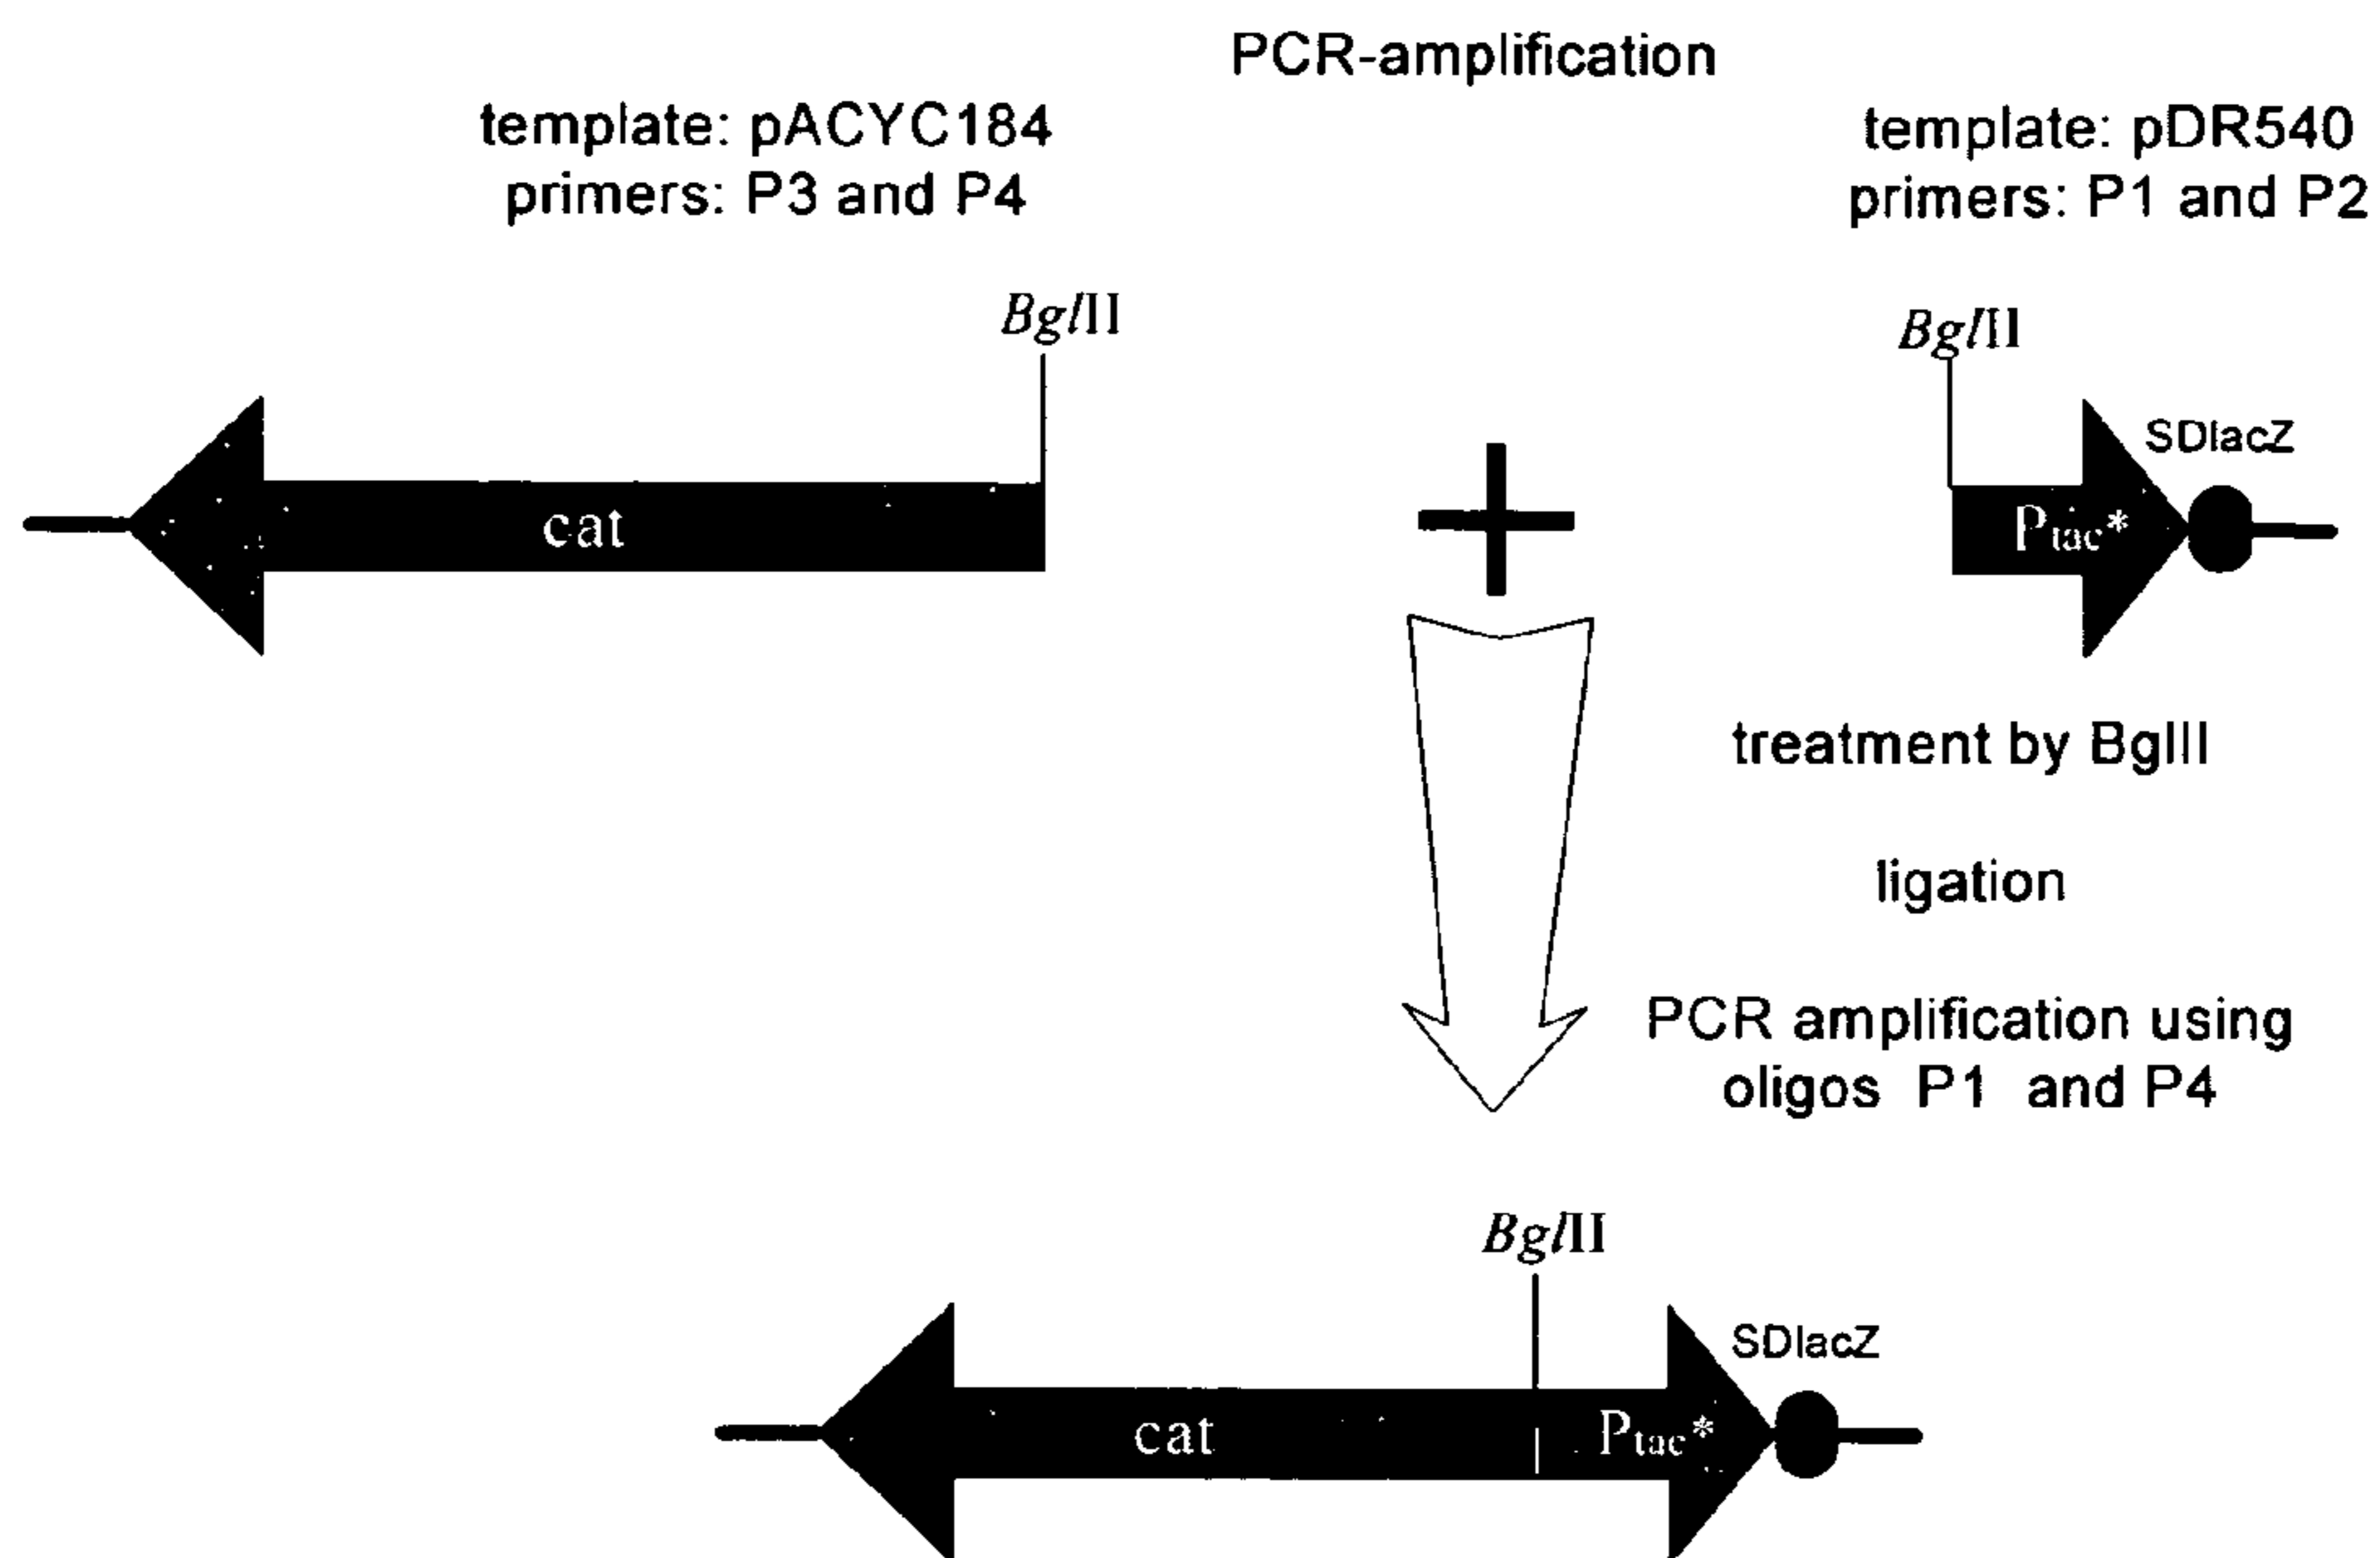 PCR-amplification
template: pACYC184
primers: P3 and P4
template: pDR540
primers: P1 and P2
BglII
BglII
SDlacZ
cat
Ptac*
treatment by BglII
ligation
PCR amplification using
oligos P1 and P4
BglII
SDlacZ
cat
Ptac*